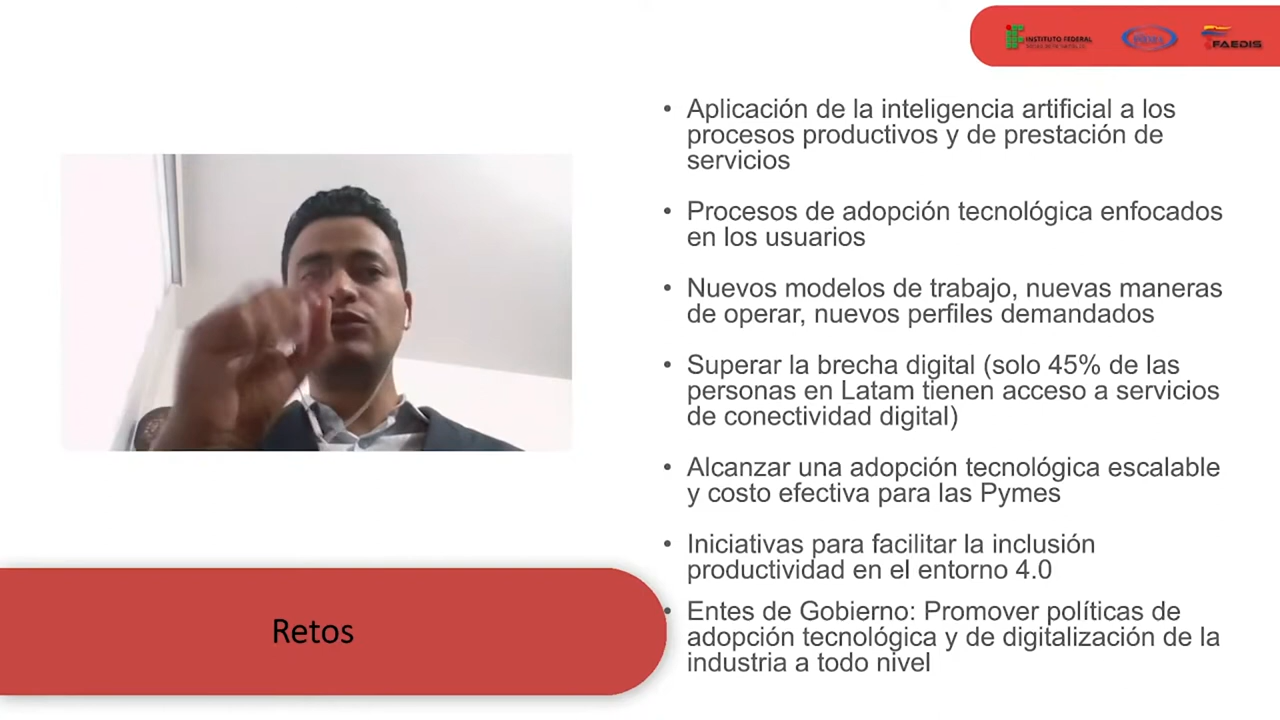 INSTITUTO FEDERAL
FAEDIS
• Aplicación de la inteligencia artificial a los
procesos productivos y de prestación de
servicios
• Procesos de adopción tecnológica enfocados
en los usuarios
• Nuevos modelos de trabajo, nuevas maneras
de operar, nuevos perfiles demandados
• Superar la brecha digital (solo 45% de las
personas en Latam tienen acceso a servicios
de conectividad digital)
• Alcanzar una adopción tecnológica escalable
y costo efectiva para las Pymes
• Iniciativas para facilitar la inclusión
productividad en el entorno 4.0
• Entes de Gobierno: Promover políticas de
adopción tecnológica y de digitalización de la
industria a todo nivel
Retos